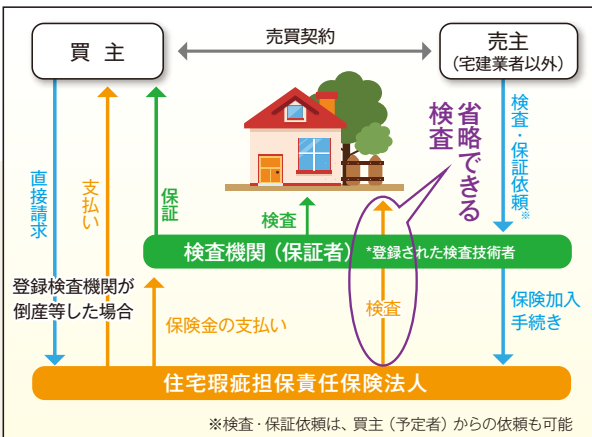 買 主
売買契約
売主
(宅建業者以外)
省略できる
検査
検査・保証依頼※
直接請求
支払い
保証
検査
検査機関(保証者) *登録された検査技術者
登録検査機関が
倒産等した場合
保険金の支払い
検査
保険加入
手続き
住宅瑕疵担保責任保険法人
※検査・保証依頼は、買主(予定者)からの依頼も可能